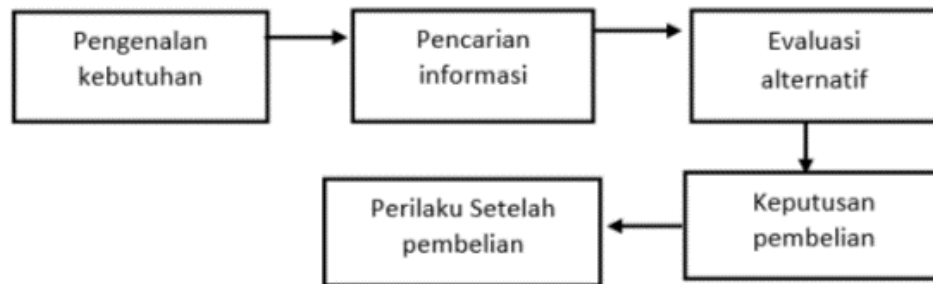 Pengenalan
kebutuhan
Pencarian
informasi
Evaluasi
alternatif
Keputusan
pembelian
Perilaku Setelah
pembelian